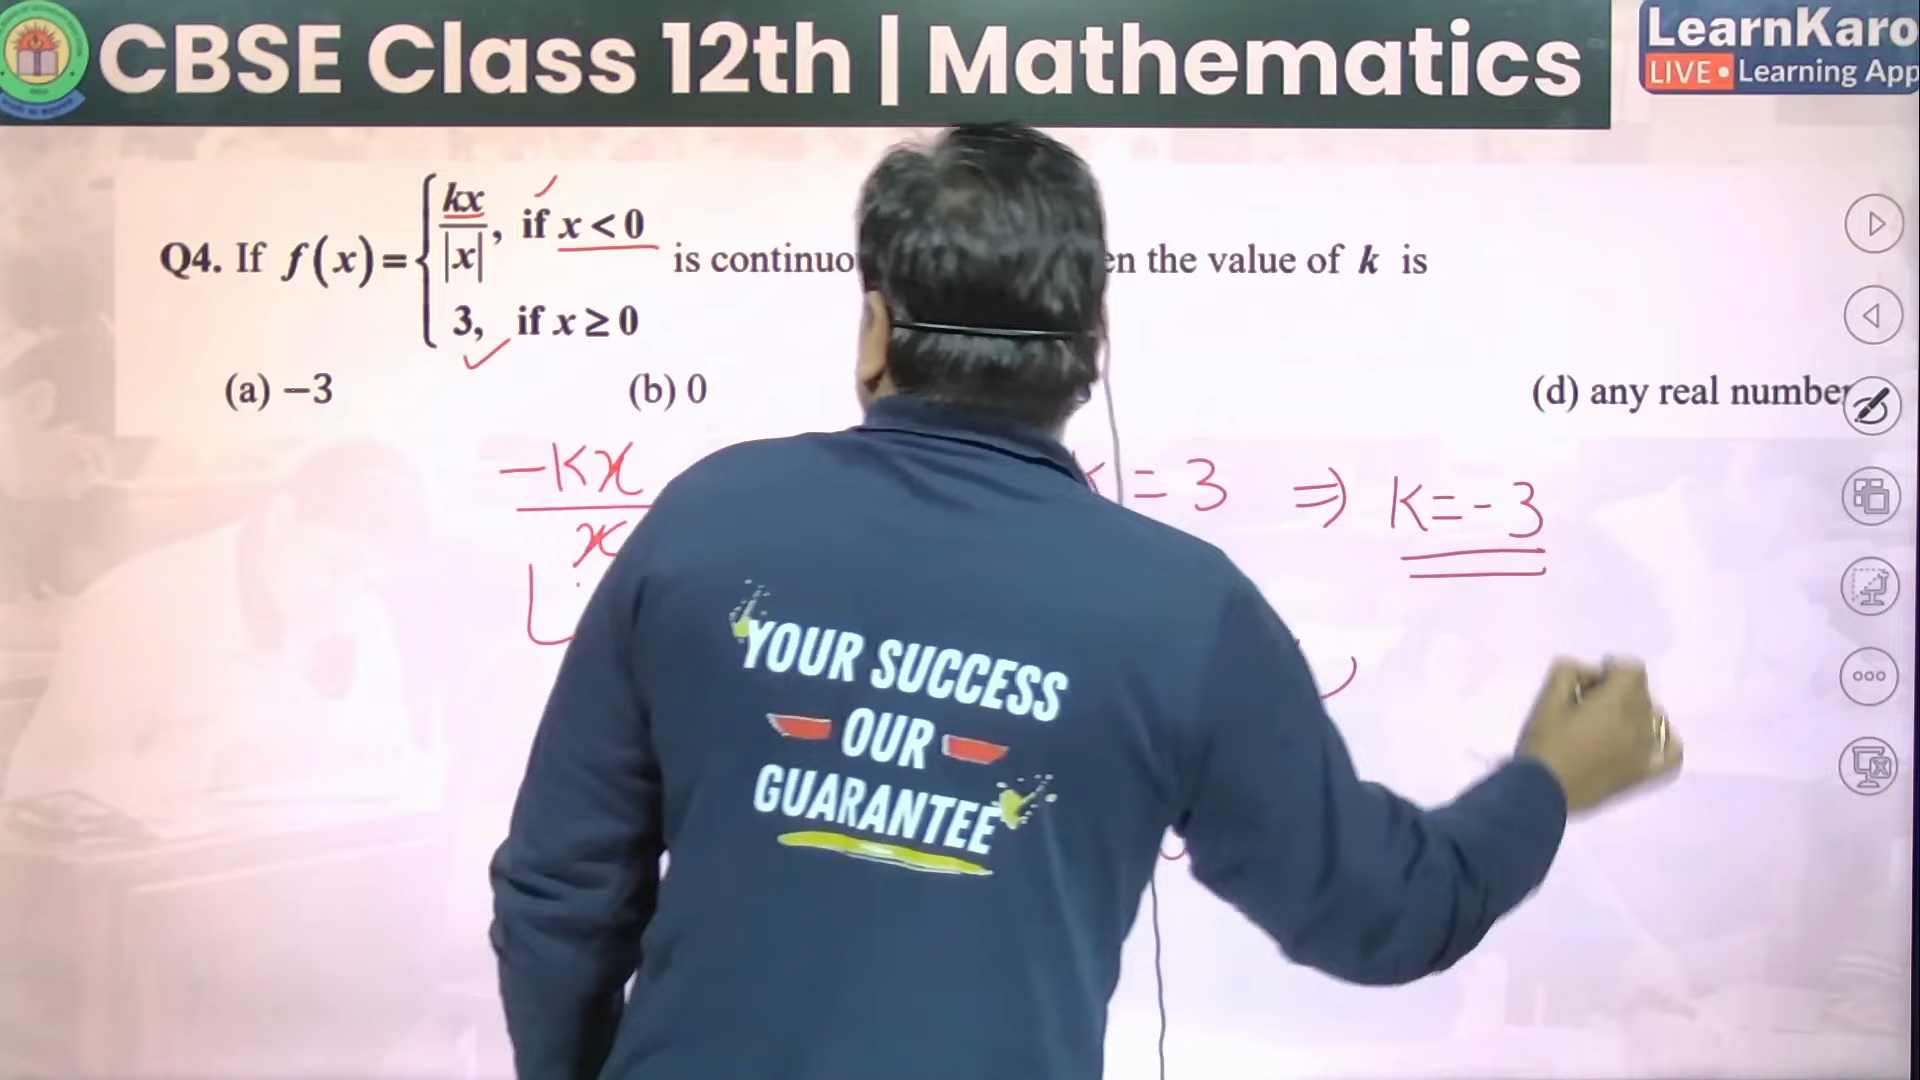 CBSE Class 12th | Mathematics
LearnKaro
LIVE • Learning App
Q4. If f(x) = { kx/|x|, if x < 0
3, if x ≥ 0
is continuo en the value of k is
(a) −3 (b) 0 (d) any real number
−Kx/x = 3 ⇒ K = -3
YOUR SUCCESS
OUR
GUARANTEE